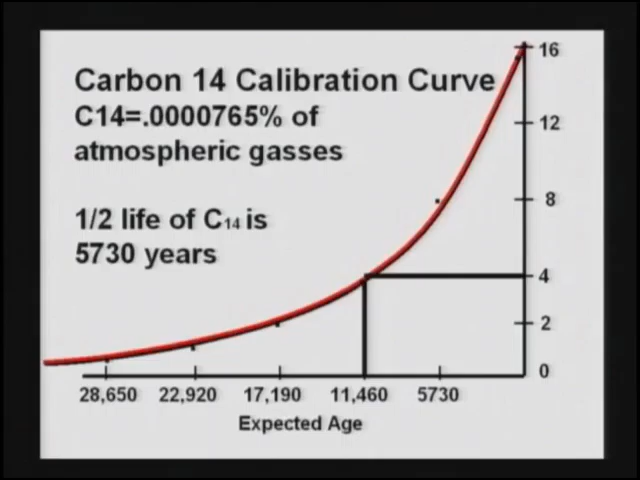 Carbon 14 Calibration Curve
C14=.0000765% of
atmospheric gasses
1/2 life of C14 is
5730 years
16
12
8
4
2
0
28,650 22,920 17,190 11,460 5730
Expected Age